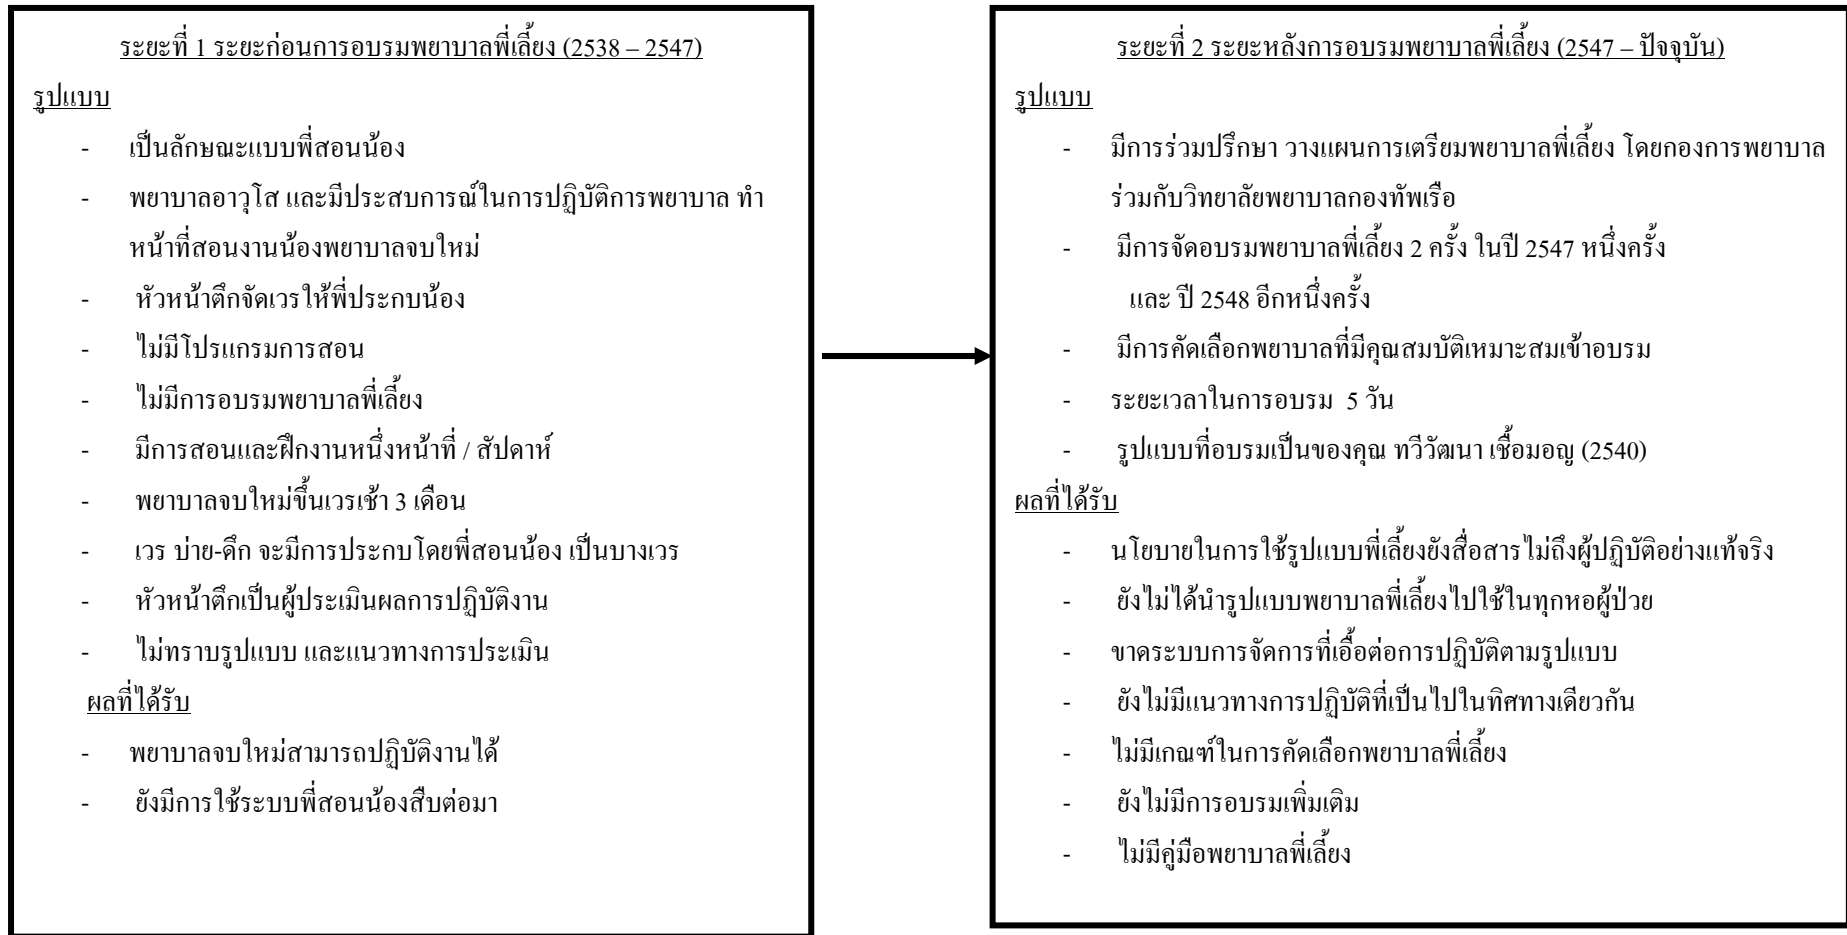 ระยะที่ 1 ระยะก่อนการอบรมพยาบาลพี่เลี้ยง (2538 – 2547)
รูปแบบ
- เป็นลักษณะแบบพี่สอนน้อง
- พยาบาลอาวุโส และมีประสบการณ์ในการปฏิบัติการพยาบาล ทำ
หน้าที่สอนงานน้องพยาบาลจบใหม่
- หัวหน้าตึกจัดเวรให้พี่ประกบน้อง
- ไม่มีโปรแกรมการสอน
- ไม่มีการอบรมพยาบาลพี่เลี้ยง
- มีการสอนและฝึกงานหนึ่งหน้าที่ / สัปดาห์
- พยาบาลจบใหม่ขึ้นเวรเช้า 3 เดือน
- เวร บ่าย-ดึก จะมีการประกบโดยพี่สอนน้อง เป็นบางเวร
- หัวหน้าตึกเป็นผู้ประเมินผลการปฏิบัติงาน
- ไม่ทราบรูปแบบ และแนวทางการประเมิน
ผลที่ได้รับ
- พยาบาลจบใหม่สามารถปฏิบัติงานได้
- ยังมีการใช้ระบบพี่สอนน้องสืบต่อมา
ระยะที่ 2 ระยะหลังการอบรมพยาบาลพี่เลี้ยง (2547 – ปัจจุบัน)
รูปแบบ
- มีการร่วมปรึกษา วางแผนการเตรียมพยาบาลพี่เลี้ยง โดยกองการพยาบาล
ร่วมกับวิทยาลัยพยาบาลกองทัพเรือ
- มีการจัดอบรมพยาบาลพี่เลี้ยง 2 ครั้ง ในปี 2547 หนึ่งครั้ง
และ ปี 2548 อีกหนึ่งครั้ง
- มีการคัดเลือกพยาบาลที่มีคุณสมบัติเหมาะสมเข้าอบรม
- ระยะเวลาในการอบรม 5 วัน
- รูปแบบที่อบรมเป็นของคุณ ทวีวัฒนา เชื้อมอญ (2540)
ผลที่ได้รับ
- นโยบายในการใช้รูปแบบพี่เลี้ยงยังสื่อสารไม่ถึงผู้ปฏิบัติอย่างแท้จริง
- ยังไม่ได้นำรูปแบบพยาบาลพี่เลี้ยงไปใช้ในทุกหอผู้ป่วย
- ขาดระบบการจัดการที่เอื้อต่อการปฏิบัติตามรูปแบบ
- ยังไม่มีแนวทางการปฏิบัติที่เป็นไปในทิศทางเดียวกัน
- ไม่มีเกณฑ์ในการคัดเลือกพยาบาลพี่เลี้ยง
- ยังไม่มีการอบรมเพิ่มเติม
- ไม่มีคู่มือพยาบาลพี่เลี้ยง